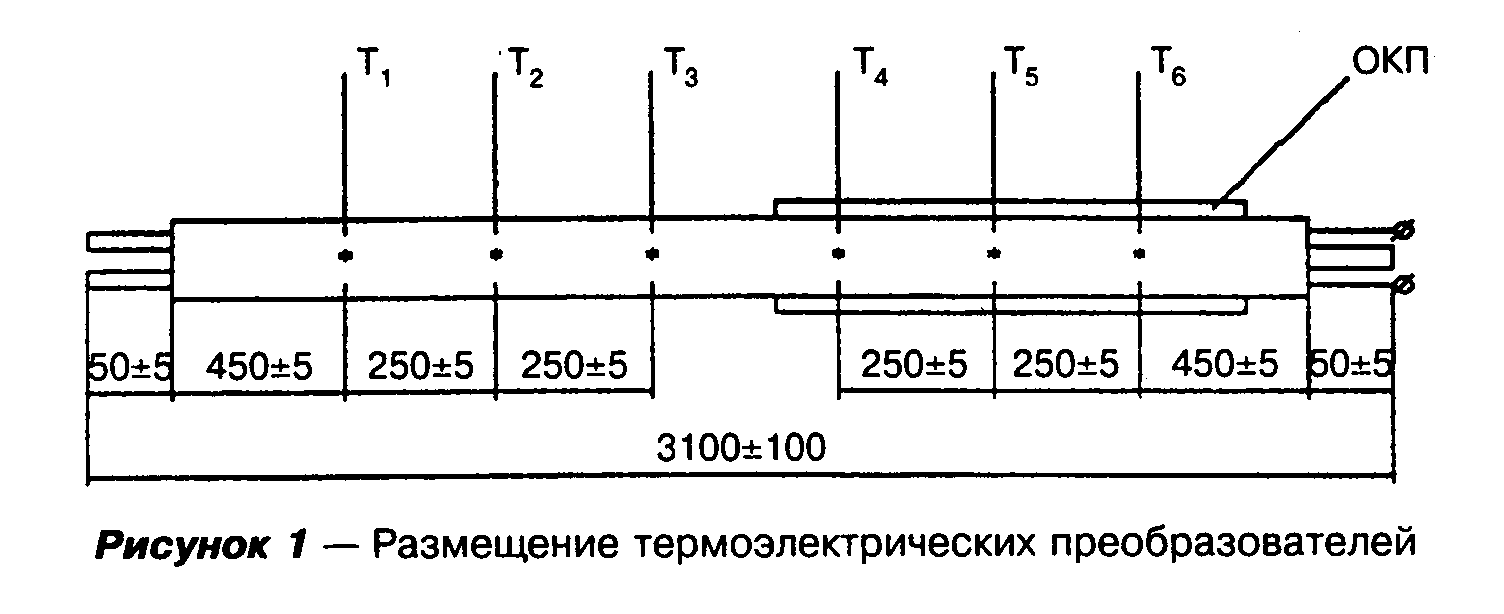 T1 T2 T3 T4 T5 T6 ОКП
50±5 450±5 250±5 250±5 250±5 250±5 450±5 50±5
3100±100
Рисунок 1 — Размещение термоэлектрических преобразователей